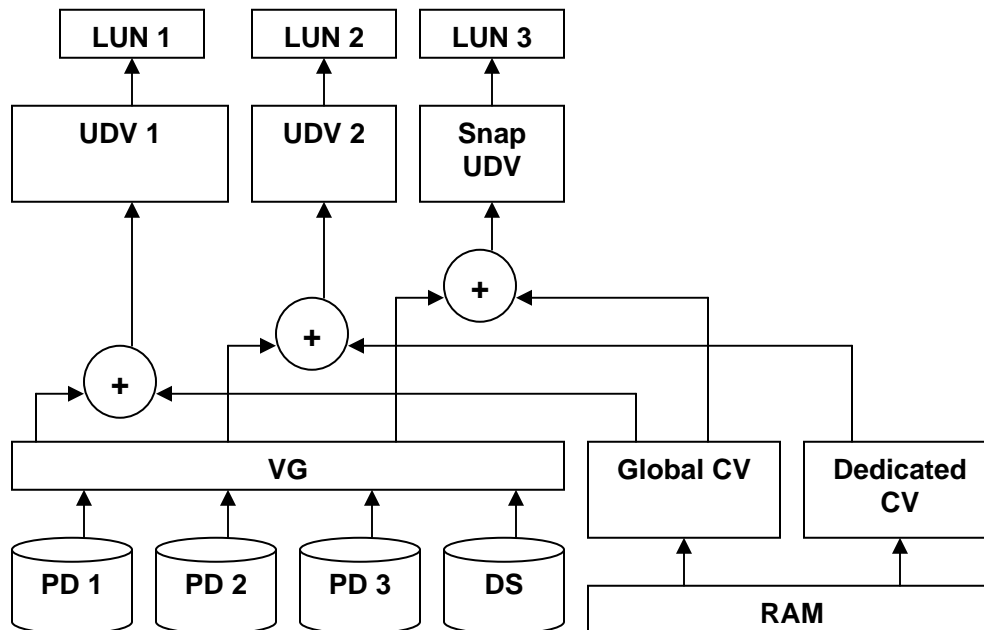 LUN 1
LUN 2
LUN 3
UDV 1
UDV 2
Snap
UDV
+
+
+
VG
Global CV
Dedicated
CV
PD 1
PD 2
PD 3
DS
RAM